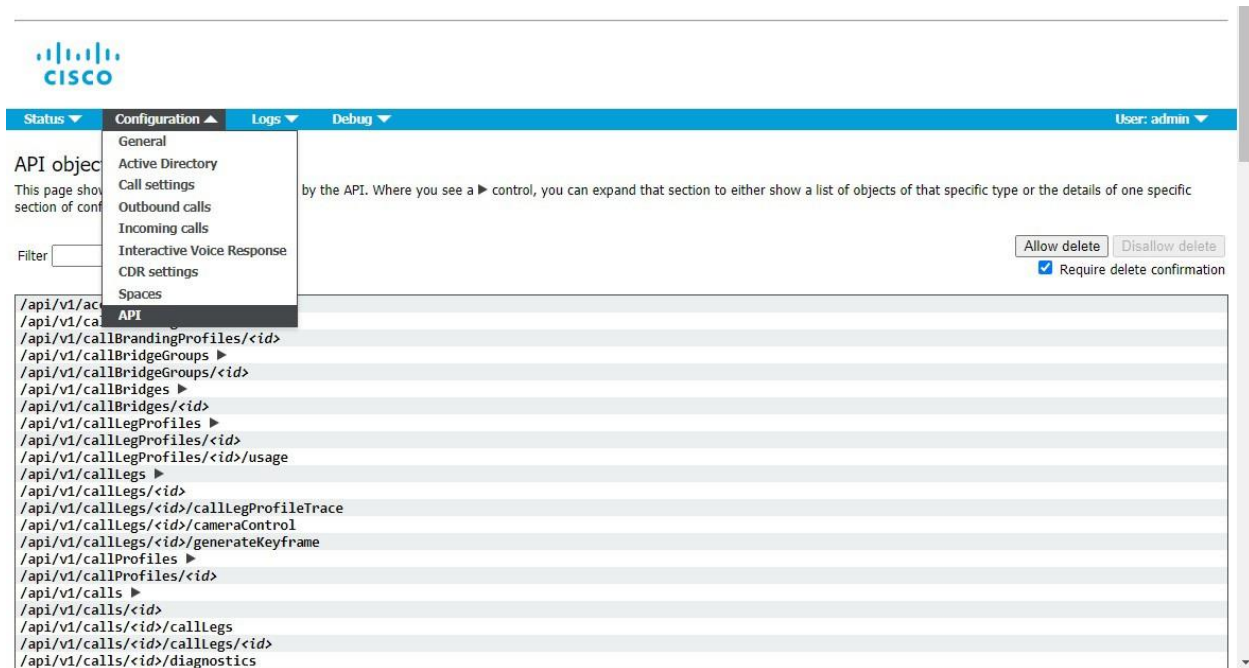 CISCO
Status Configuration Logs Debug User: admin
General
Active Directory
Call settings
Outbound calls
Incoming calls
Interactive Voice Response
CDR settings
Spaces
API
API objec
This page show by the API. Where you see a ▶ control, you can expand that section to either show a list of objects of that specific type or the details of one specific
section of conf
Filter
Allow delete Disallow delete
Require delete confirmation
/api/v1/ac
/api/v1/ca
/api/v1/callBrandingProfiles/<id>
/api/v1/callBridgeGroups ▶
/api/v1/callBridgeGroups/<id>
/api/v1/callBridges ▶
/api/v1/callBridges/<id>
/api/v1/callLegProfiles ▶
/api/v1/callLegProfiles/<id>
/api/v1/callLegProfiles/<id>/usage
/api/v1/callLegs ▶
/api/v1/callLegs/<id>
/api/v1/callLegs/<id>/callLegProfileTrace
/api/v1/callLegs/<id>/cameraControl
/api/v1/callLegs/<id>/generateKeyframe
/api/v1/callProfiles ▶
/api/v1/callProfiles/<id>
/api/v1/calls ▶
/api/v1/calls/<id>
/api/v1/calls/<id>/callLegs
/api/v1/calls/<id>/callLegs/<id>
/api/v1/calls/<id>/diagnostics